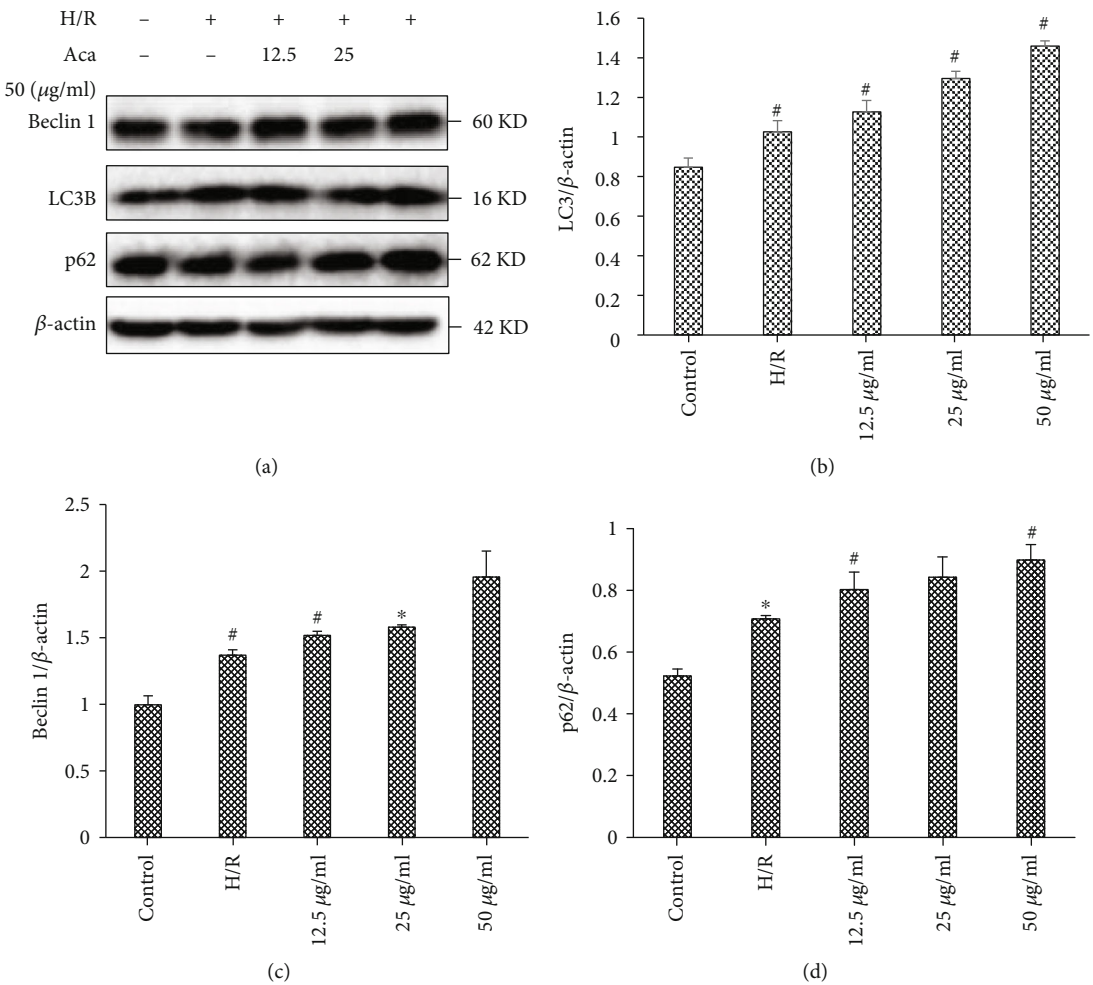 H/R – + + + +
Aca – – 12.5 25
50 (μg/ml)
Beclin 1 60 KD
LC3B 16 KD
p62 62 KD
β-actin 42 KD
(a)
LC3/β-actin
1.6
1.4
1.2
1
0.8
0.6
0.4
0.2
0
# # # #
Control H/R 12.5 μg/ml 25 μg/ml 50 μg/ml
(b)
Beclin 1/β-actin
2.5
2
1.5
1
0.5
0
# # *
Control H/R 12.5 μg/ml 25 μg/ml 50 μg/ml
(c)
p62/β-actin
1
0.8
0.6
0.4
0.2
0
* # #
Control H/R 12.5 μg/ml 25 μg/ml 50 μg/ml
(d)